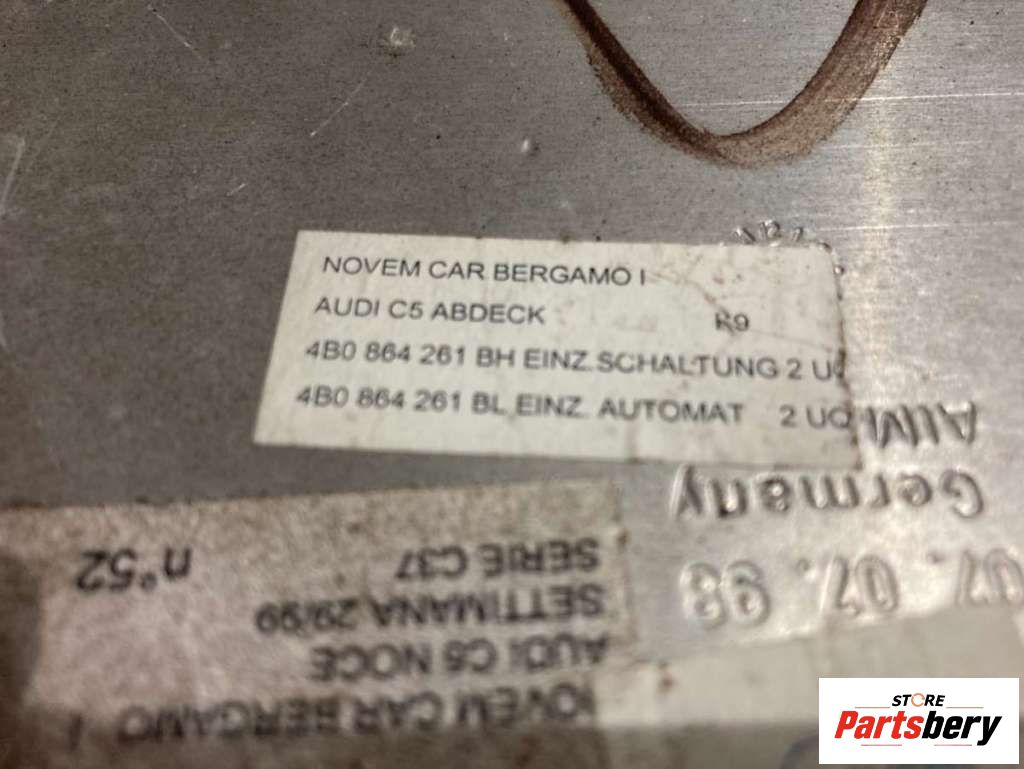 NOVEM CAR BERGAMO I
AUDI C5 ABDECK R9
4B0 864 261 BH EINZ.SCHALTUNG 2 U
4B0 864 261 BL EINZ. AUTOMAT 2 UO
Germany
07.07.98
NOVEM CAR BERGAMO I
AUDI C5 NOCE
SETTIMANA 29/99
SERIE C37 n°52
STORE
Partsbery